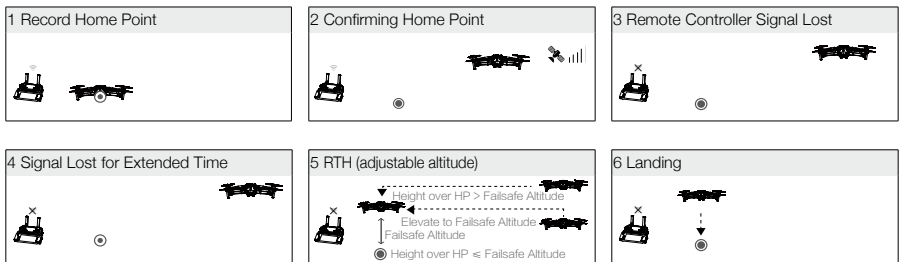 1 Record Home Point
2 Confirming Home Point
3 Remote Controller Signal Lost
4 Signal Lost for Extended Time
5 RTH (adjustable altitude)
Height over HP > Failsafe Altitude
Elevate to Failsafe Altitude
Failsafe Altitude
Height over HP ≤ Failsafe Altitude
6 Landing